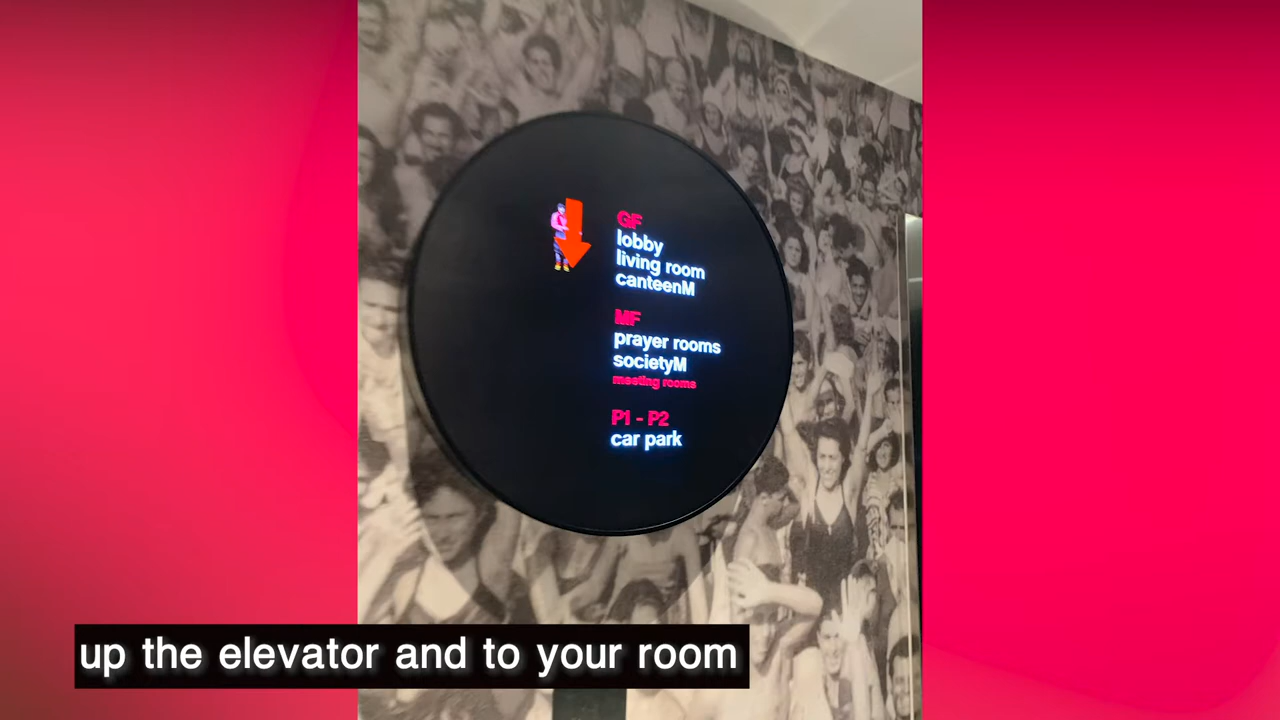 GF
lobby
living room
canteenM
MF
prayer rooms
societyM
meeting rooms
P1 - P2
car park
up the elevator and to your room